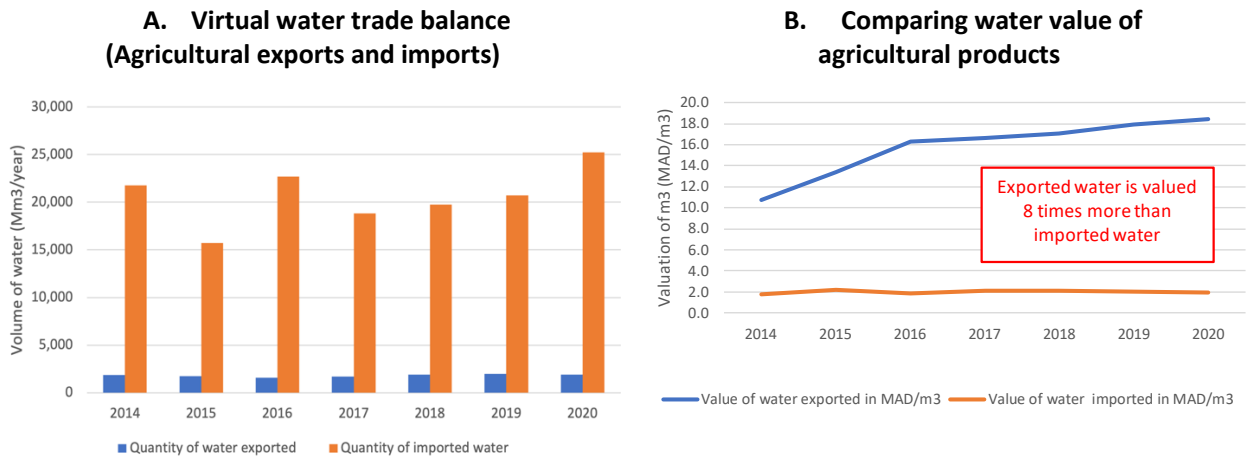 A. Virtual water trade balance
(Agricultural exports and imports)
Volume of water (Mm3/year)
30,000
25,000
20,000
15,000
10,000
5,000
0
2014 2015 2016 2017 2018 2019 2020
Quantity of water exported Quantity of imported water
B. Comparing water value of
agricultural products
Valuation of m3 (MAD/m3)
20.0
18.0
16.0
14.0
12.0
10.0
8.0
6.0
4.0
2.0
0.0
Exported water is valued
8 times more than
imported water
2014 2015 2016 2017 2018 2019 2020
Value of water exported in MAD/m3 Value of water imported in MAD/m3